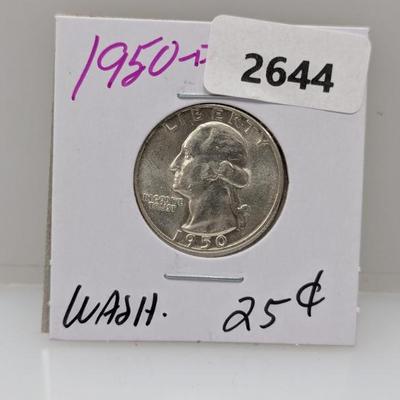 1950-D
2644
LIBERTY
IN GOD WE
TRUST
1950
WASH. 25¢